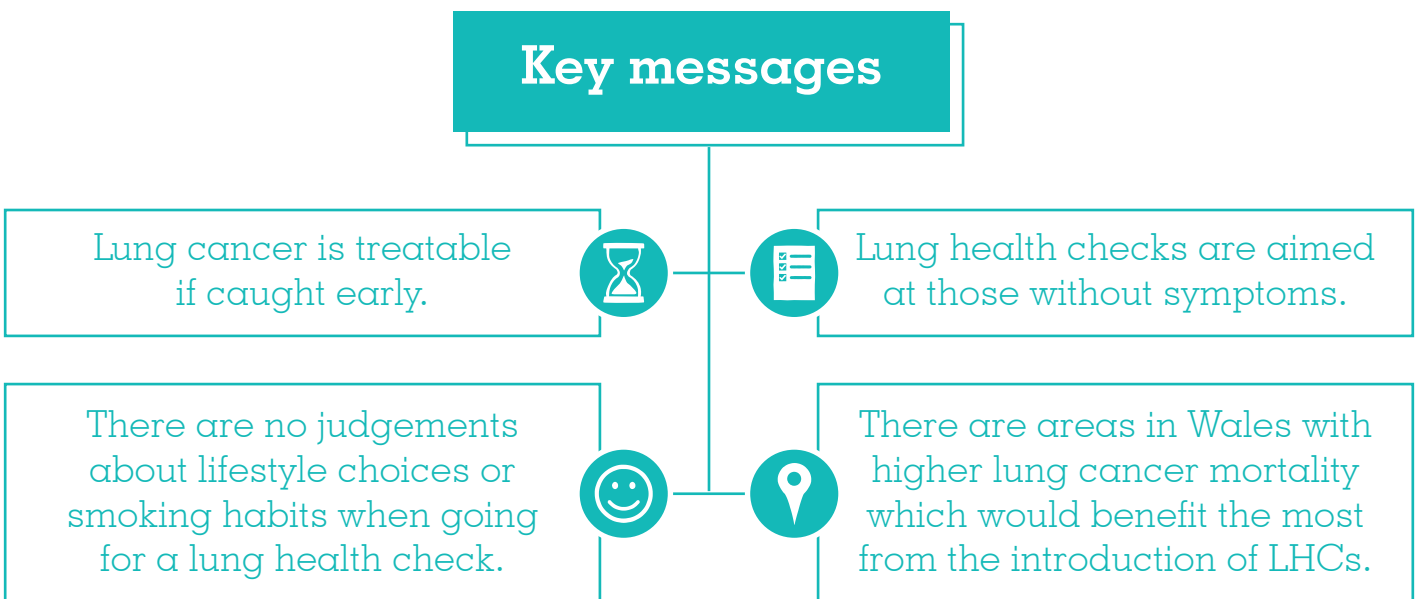 Key messages
Lung cancer is treatable
if caught early.
Lung health checks are aimed
at those without symptoms.
There are no judgements
about lifestyle choices or
smoking habits when going
for a lung health check.
There are areas in Wales with
higher lung cancer mortality
which would benefit the most
from the introduction of LHCs.